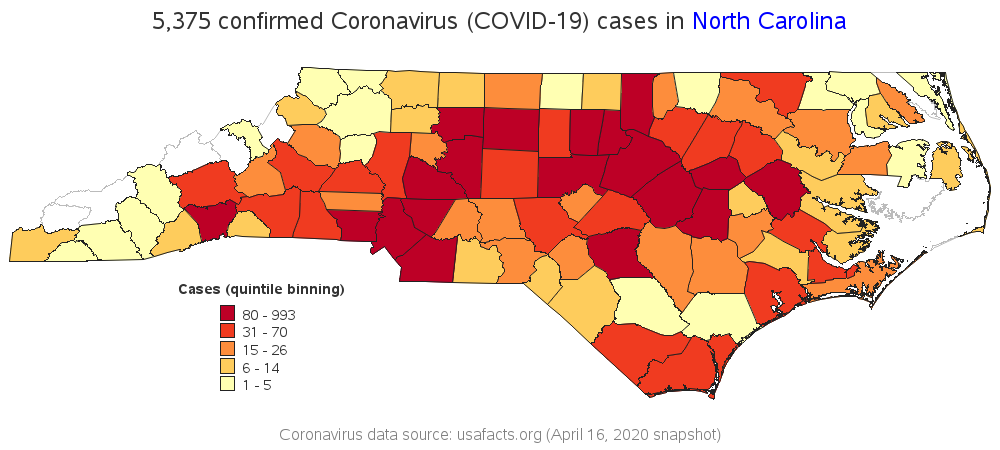 5,375 confirmed Coronavirus (COVID-19) cases in North Carolina
Cases (quintile binning)
80 - 993
31 - 70
15 - 26
6 - 14
1 - 5
Coronavirus data source: usafacts.org (April 16, 2020 snapshot)